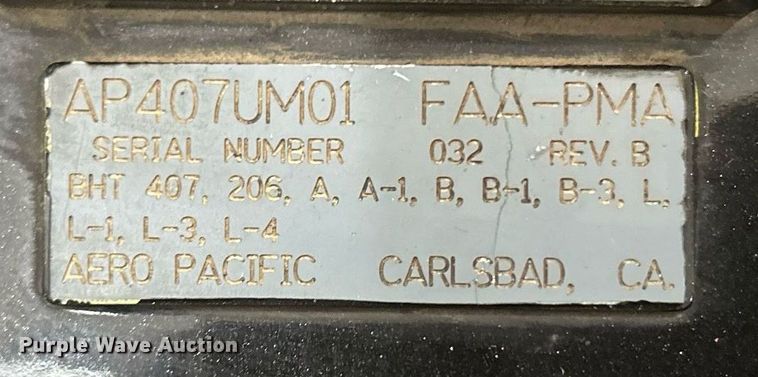 AP407UM01 FAA-PMA
SERIAL NUMBER 032 REV. B
BHT 407, 206, A, A-1, B, B-1, B-3, L,
L-1, L-3, L-4
AERO PACIFIC CARLSBAD, CA.
Purple Wave Auction